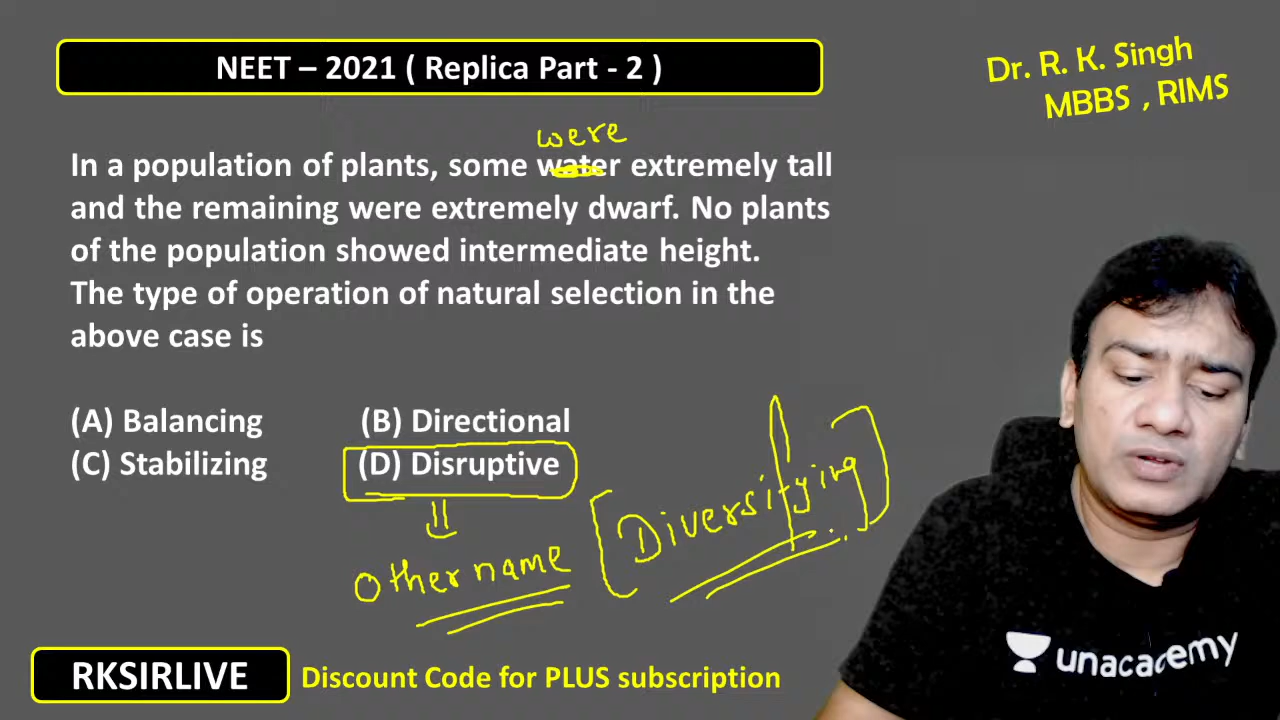 NEET – 2021 ( Replica Part - 2 )
Dr. R. K. Singh
MBBS , RIMS
were
In a population of plants, some water extremely tall
and the remaining were extremely dwarf. No plants
of the population showed intermediate height.
The type of operation of natural selection in the
above case is
(A) Balancing (B) Directional
(C) Stabilizing (D) Disruptive
Other name [Diversifying]
unacademy
RKSIRLIVE Discount Code for PLUS subscription